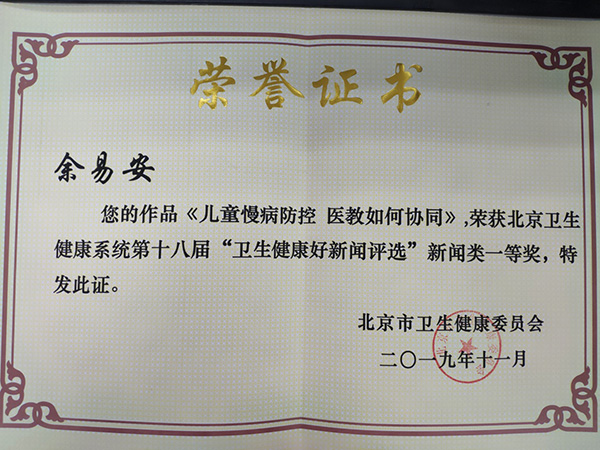 荣誉证书
余易安
您的作品《儿童慢病防控 医教如何协同》,荣获北京卫生
健康系统第十八届“卫生健康好新闻评选”新闻类一等奖，特
发此证。
北京市卫生健康委员会
二〇一九年十一月